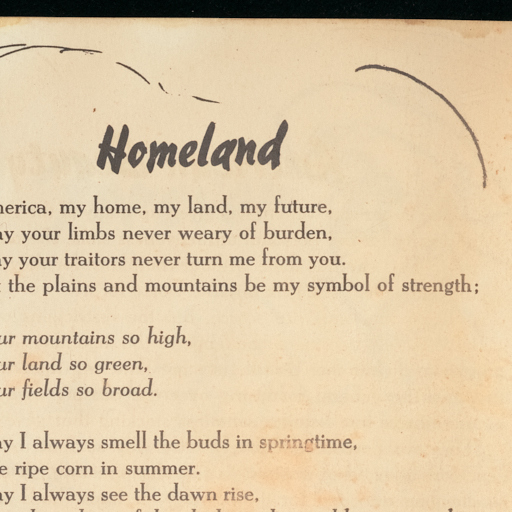 Homeland
merica, my home, my land, my future,
ay your limbs never weary of burden,
ay your traitors never turn me from you.
the plains and mountains be my symbol of strength;
ur mountains so high,
ur land so green,
ur fields so broad.
ay I always smell the buds in springtime,
e ripe corn in summer.
ay I always see the dawn rise,